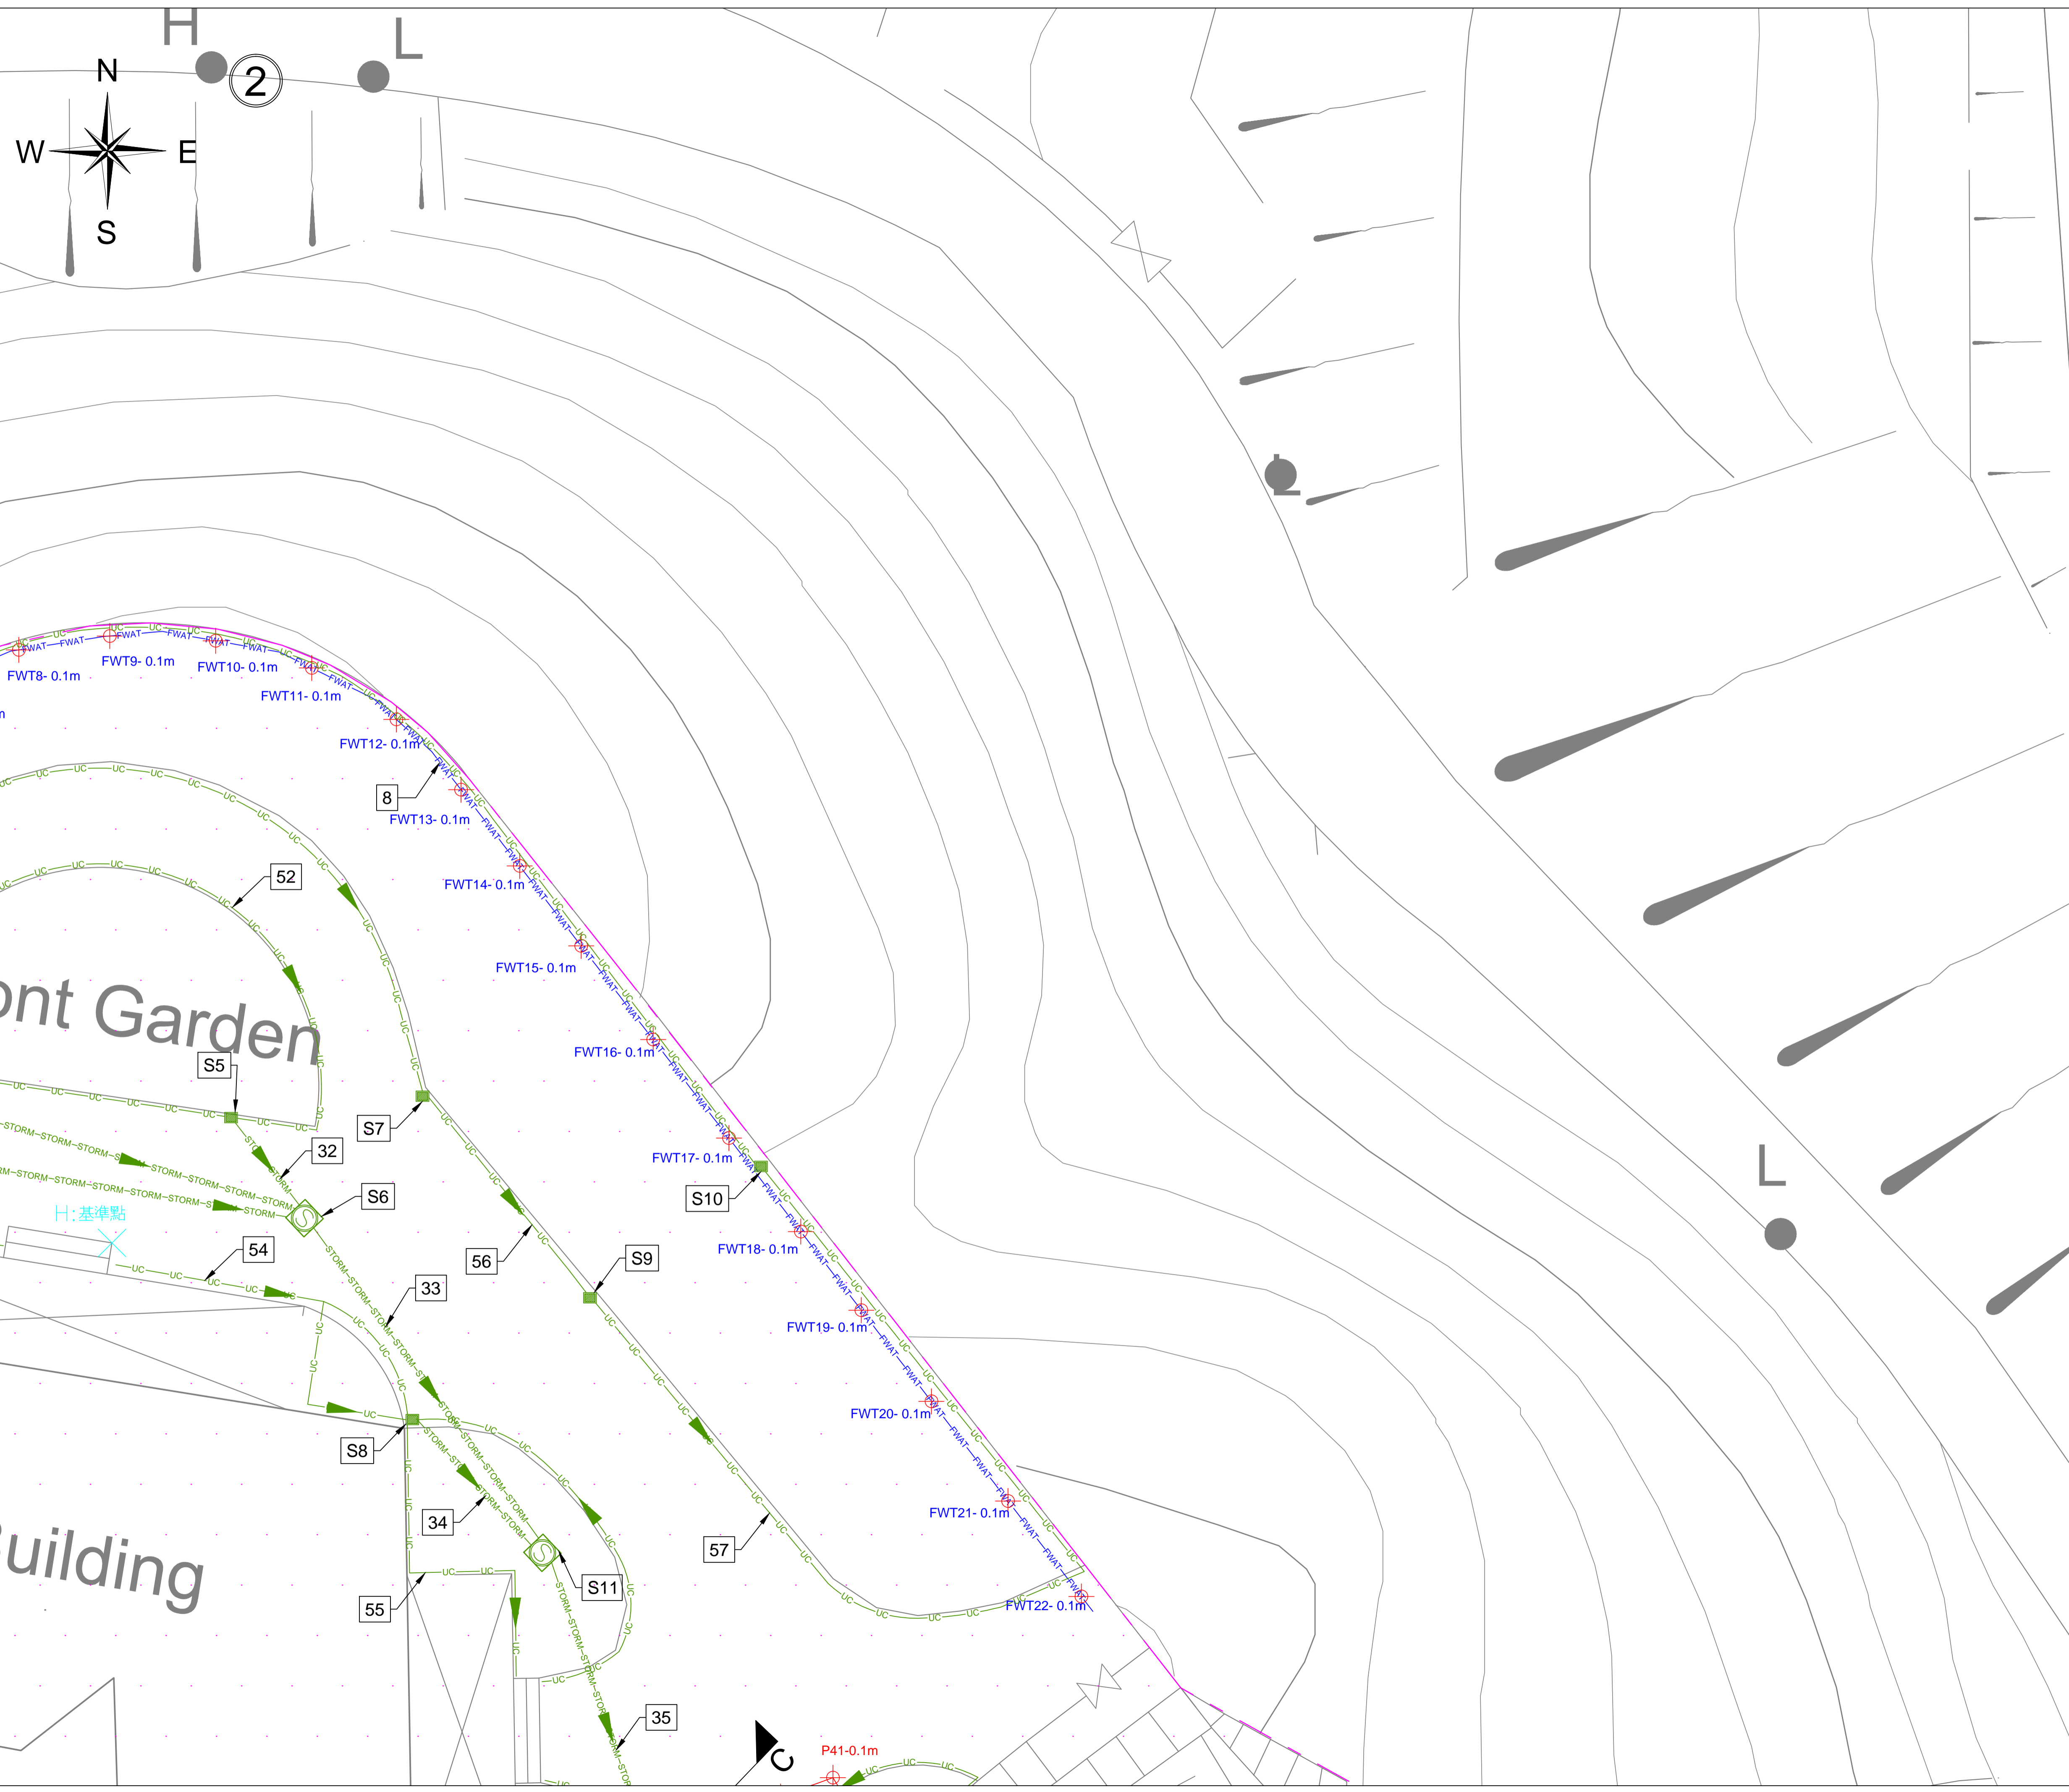 H
L
2
N
W
E
S
L
FWT8- 0.1m
FWT9- 0.1m
FWT10- 0.1m
FWT11- 0.1m
m
FWT12- 0.1m
8
FWT13- 0.1m
FWT14- 0.1m
52
FWT15- 0.1m
ont Garden
FWT16- 0.1m
S5
S7
32
FWT17- 0.1m
S10
L
S6
H:基準點
54
56
S9
FWT18- 0.1m
33
FWT19- 0.1m
FWT20- 0.1m
S8
34
FWT21- 0.1m
57
uilding
S11
55
FWT22- 0.1m
35
C
P41-0.1m
UC
FWAT
STORM